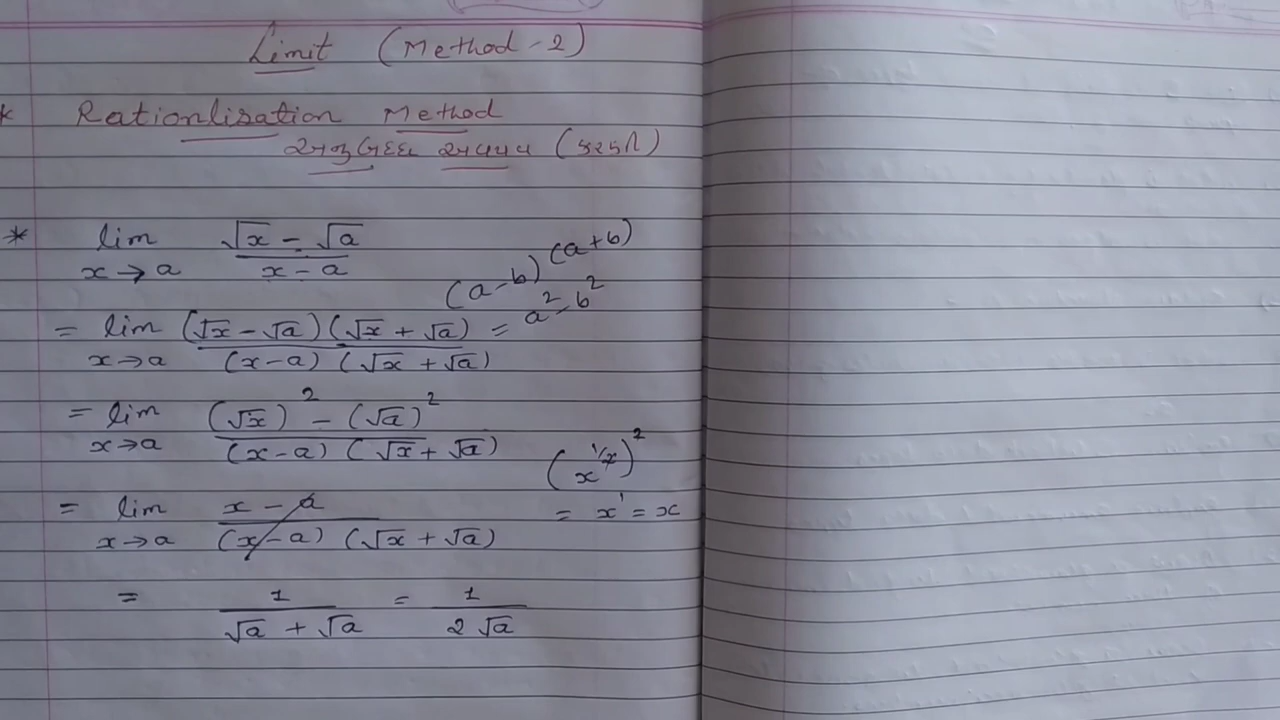 Limit (Method-2)
* Rationlisation Method
(a-b) (a+b)
* lim x→a (√x - √a)/(x-a)
= a² - b²
= lim x→a (√x - √a)(√x + √a)/(x-a)(√x + √a)
= lim x→a (√x)² - (√a)²/(x-a)(√x + √a)
(x^1/2)²
= x¹ = x
= lim x→a x-a/(x-a)(√x + √a)
= 1/(√a + √a) = 1/(2√a)